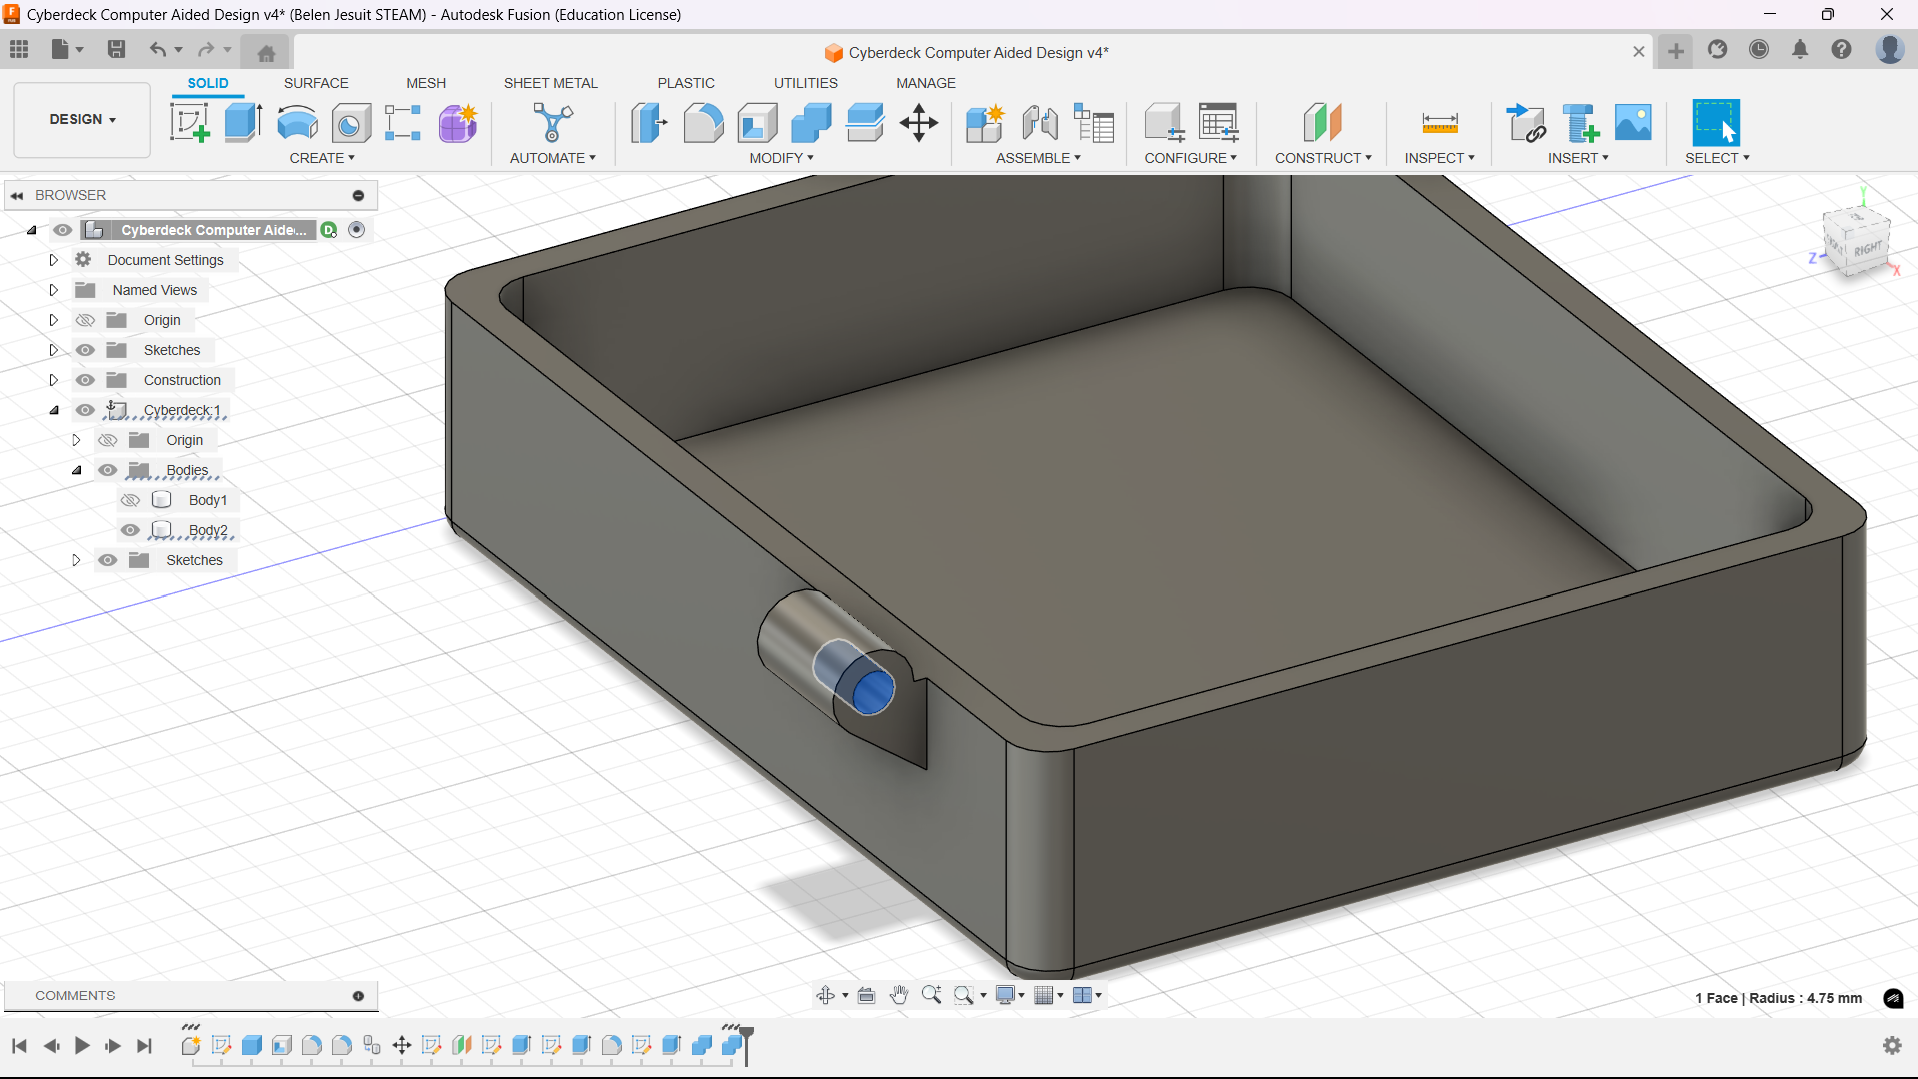 Cyberdeck Computer Aided Design v4* (Belen Jesuit STEAM) - Autodesk Fusion (Education License)
Cyberdeck Computer Aided Design v4*
DESIGN
SOLID SURFACE MESH SHEET METAL PLASTIC UTILITIES MANAGE
CREATE AUTOMATE MODIFY ASSEMBLE CONFIGURE CONSTRUCT INSPECT INSERT SELECT
BROWSER
Cyberdeck Computer Aide...
Document Settings
Named Views
Origin
Sketches
Construction
Cyberdeck:1
Origin
Bodies
Body1
Body2
Sketches
Y
RIGHT
Z
X
COMMENTS
1 Face | Radius : 4.75 mm